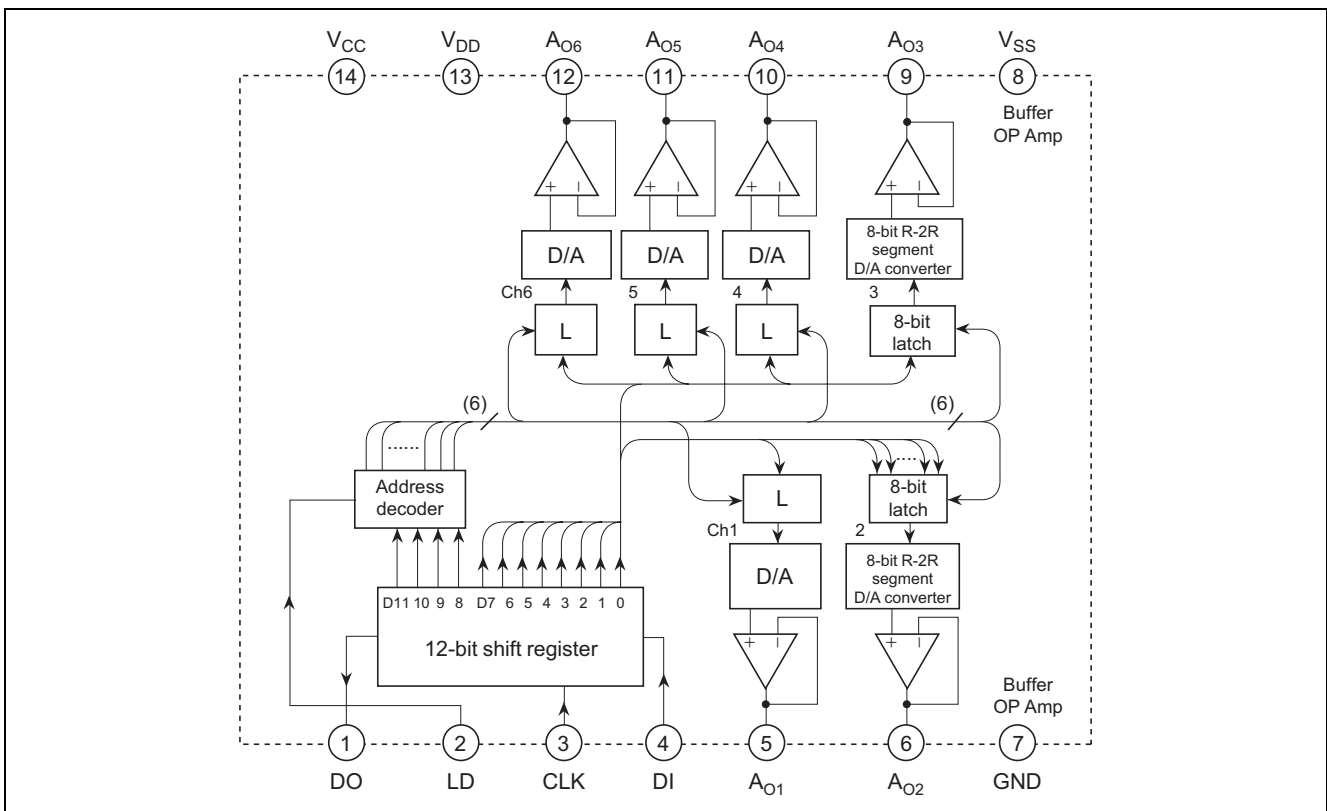 VCC VDD AO6 AO5 AO4 AO3 VSS
14 13 12 11 10 9 8
Buffer
OP Amp
+ − + − + − + −
D/A D/A D/A 8-bit R-2R
segment
D/A converter
Ch6 5 4 3
L L L 8-bit
latch
(6) (6)
...... ....
Address
decoder
L 8-bit
latch
Ch1 2
D/A 8-bit R-2R
segment
D/A converter
D11 10 9 8 D7 6 5 4 3 2 1 0
12-bit shift register
+ − + −
Buffer
OP Amp
1 2 3 4 5 6 7
DO LD CLK DI AO1 AO2 GND